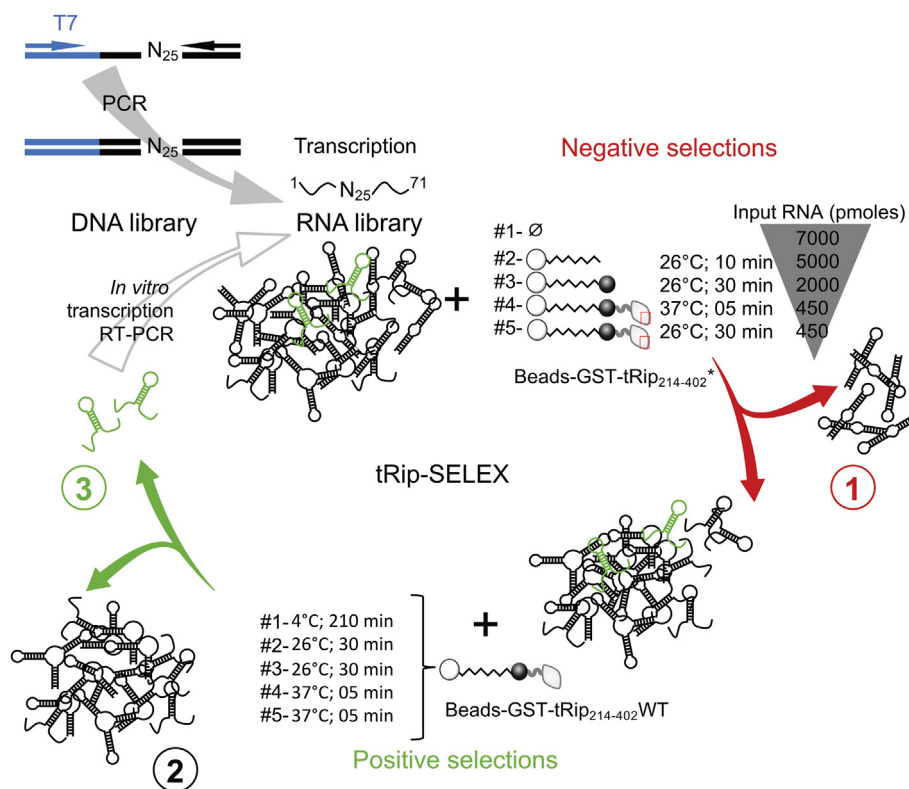 T7
N25
PCR
N25
Transcription
1 N25 71
DNA library
RNA library
In vitro
transcription
RT-PCR
Negative selections
Input RNA (pmoles)
7000
#1- Ø
#2- 26°C; 10 min 5000
#3- 26°C; 30 min 2000
#4- 37°C; 05 min 450
#5- 26°C; 30 min 450
+
Beads-GST-tRip214-402*
1
3
tRip-SELEX
+
#1-4°C; 210 min
#2-26°C; 30 min
#3-26°C; 30 min
#4-37°C; 05 min
#5-37°C; 05 min
Beads-GST-tRip214-402WT
Positive selections
2